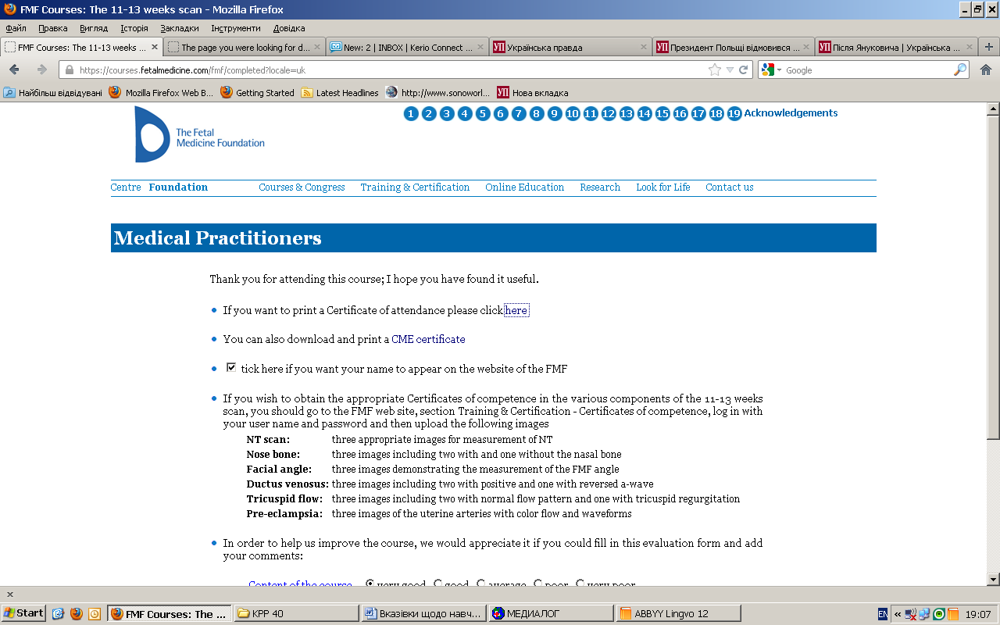 FMF Courses: The 11-13 weeks scan - Mozilla Firefox
Файл Правка Вигляд Історія Закладки Інструменти Довідка
FMF Courses: The 11-13 weeks ... The page you were looking for d... New: 2 | INBOX | Kerio Connect ... УП Українська правда УП Президент Польщі відмовився ... УП Після Януковича | Українська ...
https://courses.fetalmedicine.com/fmf/completed?locale=uk Google
Найбільш відвідувані Mozilla Firefox Web B... Getting Started Latest Headlines http://www.sonoworl... УП Нова вкладка
1 2 3 4 5 6 7 8 9 10 11 12 13 14 15 16 17 18 19 Acknowledgements
The Fetal
Medicine Foundation
Centre Foundation Courses & Congress Training & Certification Online Education Research Look for Life Contact us
Medical Practitioners
Thank you for attending this course; I hope you have found it useful.
If you want to print a Certificate of attendance please click here
You can also download and print a CME certificate
tick here if you want your name to appear on the website of the FMF
If you wish to obtain the appropriate Certificates of competence in the various components of the 11-13 weeks
scan, you should go to the FMF web site, section Training & Certification - Certificates of competence, log in with
your user name and password and then upload the following images
NT scan: three appropriate images for measurement of NT
Nose bone: three images including two with and one without the nasal bone
Facial angle: three images demonstrating the measurement of the FMF angle
Ductus venosus: three images including two with positive and one with reversed a-wave
Tricuspid flow: three images including two with normal flow pattern and one with tricuspid regurgitation
Pre-eclampsia: three images of the uterine arteries with color flow and waveforms
In order to help us improve the course, we would appreciate it if you could fill in this evaluation form and add
your comments:
Content of the course very good good average poor very poor
Start FMF Courses: The ... KPP 40 Вказівки щодо навч... МЕДИАЛОГ ABBYY Lingvo 12 EN « 19:07